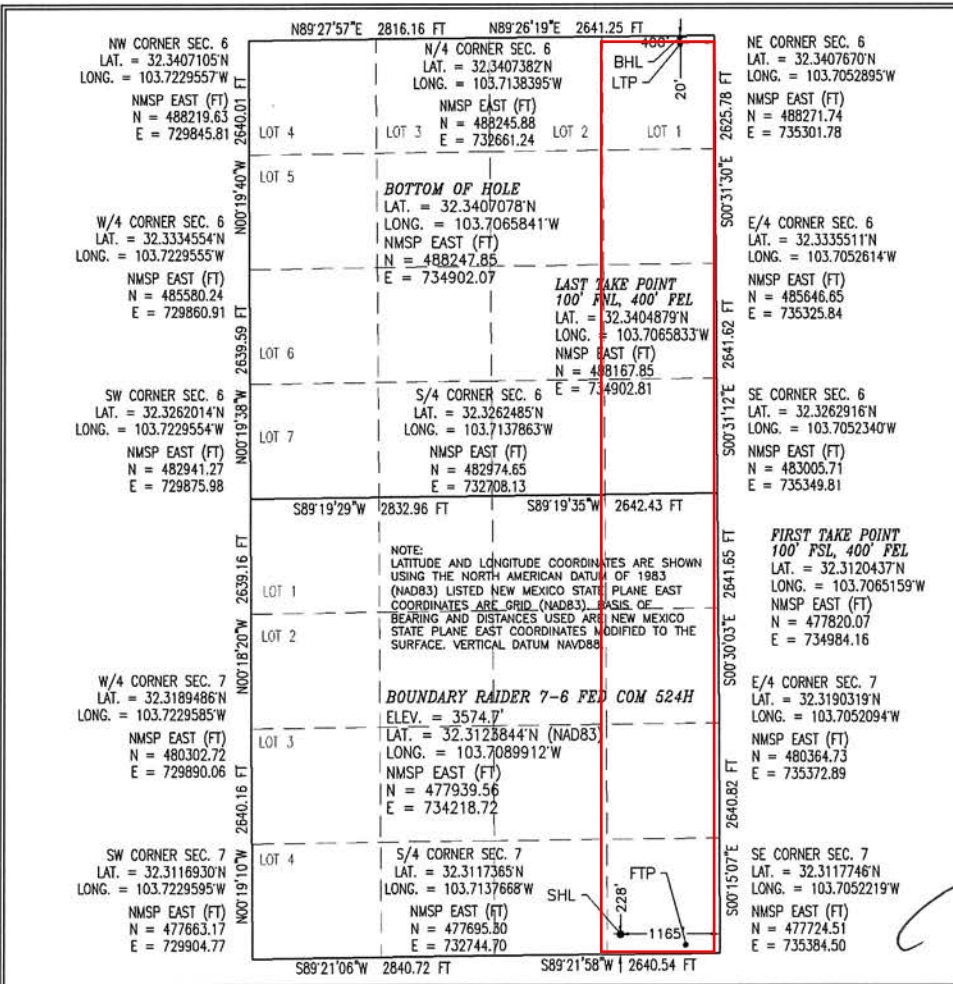 N89°27'57"E 2816.16 FT N89°26'19"E 2641.25 FT
NW CORNER SEC. 6
LAT. = 32.3407105'N
LONG. = 103.7229557'W
NMSP EAST (FT)
N = 488219.63
E = 729845.81
N/4 CORNER SEC. 6
LAT. = 32.3407382'N
LONG. = 103.7138395'W
NMSP EAST (FT)
N = 488245.88
E = 732661.24
BHL
LTP
20'
NE CORNER SEC. 6
LAT. = 32.3407670'N
LONG. = 103.7052895'W
NMSP EAST (FT)
N = 488271.74
E = 735301.78
2640.01 FT
2625.78 FT
LOT 4
LOT 3
LOT 2
LOT 1
LOT 5
N00°19'40"W
S00°31'30"E
BOTTOM OF HOLE
LAT. = 32.3407078'N
LONG. = 103.7065841'W
NMSP EAST (FT)
N = 488247.85
E = 734902.07
W/4 CORNER SEC. 6
LAT. = 32.3334554'N
LONG. = 103.7229555'W
NMSP EAST (FT)
N = 485580.24
E = 729860.91
E/4 CORNER SEC. 6
LAT. = 32.3335511'N
LONG. = 103.7052614'W
NMSP EAST (FT)
N = 485646.65
E = 735325.84
LAST TAKE POINT
100' FNL, 400' FEL
LAT. = 32.3404879'N
LONG. = 103.7065833'W
NMSP EAST (FT)
N = 488167.85
E = 734902.81
2639.59 FT
2641.62 FT
LOT 6
LOT 7
N00°19'38"W
S00°31'12"E
SW CORNER SEC. 6
LAT. = 32.3262014'N
LONG. = 103.7229554'W
NMSP EAST (FT)
N = 482941.27
E = 729875.98
S/4 CORNER SEC. 6
LAT. = 32.3262485'N
LONG. = 103.7137863'W
NMSP EAST (FT)
N = 482974.65
E = 732708.13
SE CORNER SEC. 6
LAT. = 32.3262916'N
LONG. = 103.7052340'W
NMSP EAST (FT)
N = 483005.71
E = 735349.81
S89°19'29"W 2832.96 FT S89°19'35"W 2642.43 FT
2639.16 FT
2641.65 FT
FIRST TAKE POINT
100' FSL, 400' FEL
LAT. = 32.3120437'N
LONG. = 103.7065159'W
NMSP EAST (FT)
N = 477820.07
E = 734984.16
NOTE:
LATITUDE AND LONGITUDE COORDINATES ARE SHOWN
USING THE NORTH AMERICAN DATUM OF 1983
(NAD83) LISTED NEW MEXICO STATE PLANE EAST
COORDINATES ARE GRID (NAD83). BASIS OF
BEARING AND DISTANCES USED ARE NEW MEXICO
STATE PLANE EAST COORDINATES MODIFIED TO THE
SURFACE. VERTICAL DATUM NAVD88.
LOT 1
LOT 2
N00°18'20"W
S00°30'03"E
W/4 CORNER SEC. 7
LAT. = 32.3189486'N
LONG. = 103.7229585'W
NMSP EAST (FT)
N = 480302.72
E = 729890.06
BOUNDARY RAIDER 7-6 FED COM 524H
ELEV. = 3574.7'
LAT. = 32.3123844'N (NAD83)
LONG. = 103.7089912'W
NMSP EAST (FT)
N = 477939.56
E = 734218.72
E/4 CORNER SEC. 7
LAT. = 32.3190319'N
LONG. = 103.7052094'W
NMSP EAST (FT)
N = 480364.73
E = 735372.89
LOT 3
2640.16 FT
2640.82 FT
LOT 4
N00°19'10"W
S00°15'07"E
SW CORNER SEC. 7
LAT. = 32.3116930'N
LONG. = 103.7229595'W
NMSP EAST (FT)
N = 477663.17
E = 729904.77
S/4 CORNER SEC. 7
LAT. = 32.3117365'N
LONG. = 103.7137668'W
NMSP EAST (FT)
N = 477695.30
E = 732744.70
SHL
FTP
228'
1165'
SE CORNER SEC. 7
LAT. = 32.3117746'N
LONG. = 103.7052219'W
NMSP EAST (FT)
N = 477724.51
E = 735384.50
S89°21'06"W 2840.72 FT S89°21'58"W 2640.54 FT